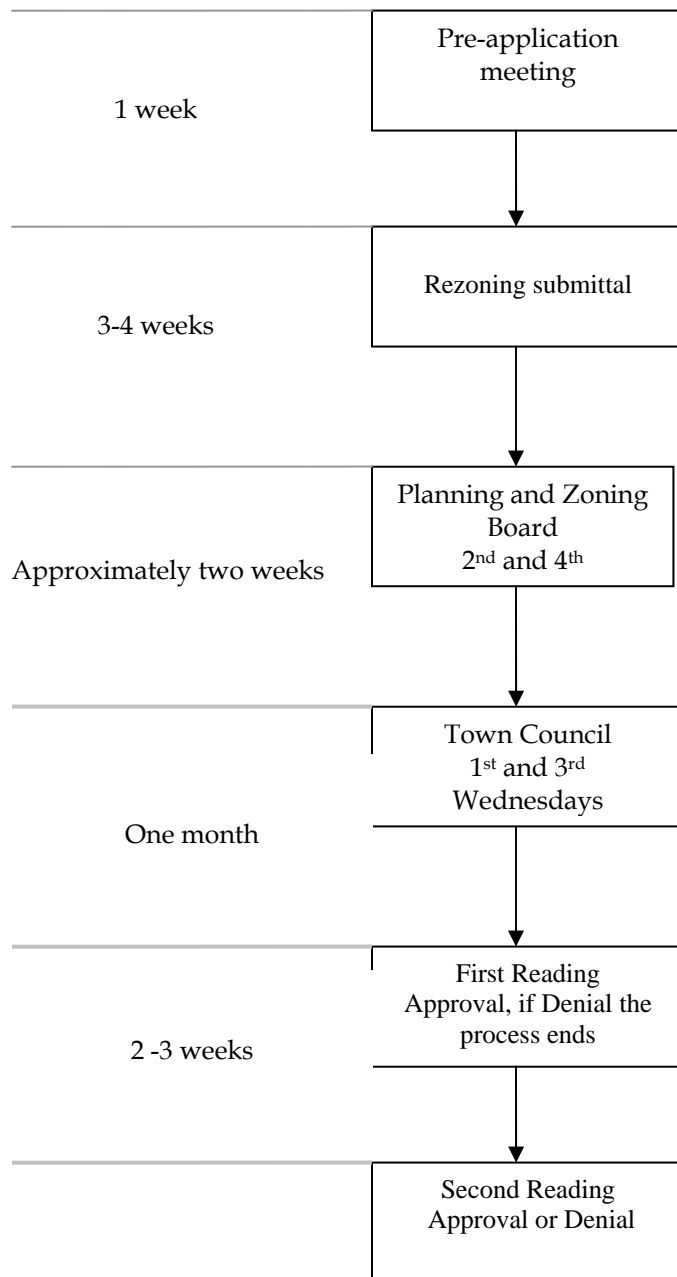 Pre-application
meeting
1 week
Rezoning submittal
3-4 weeks
Planning and Zoning
Board
2nd and 4th
Approximately two weeks
Town Council
1st and 3rd
Wednesdays
One month
First Reading
Approval, if Denial the
process ends
2 -3 weeks
Second Reading
Approval or Denial